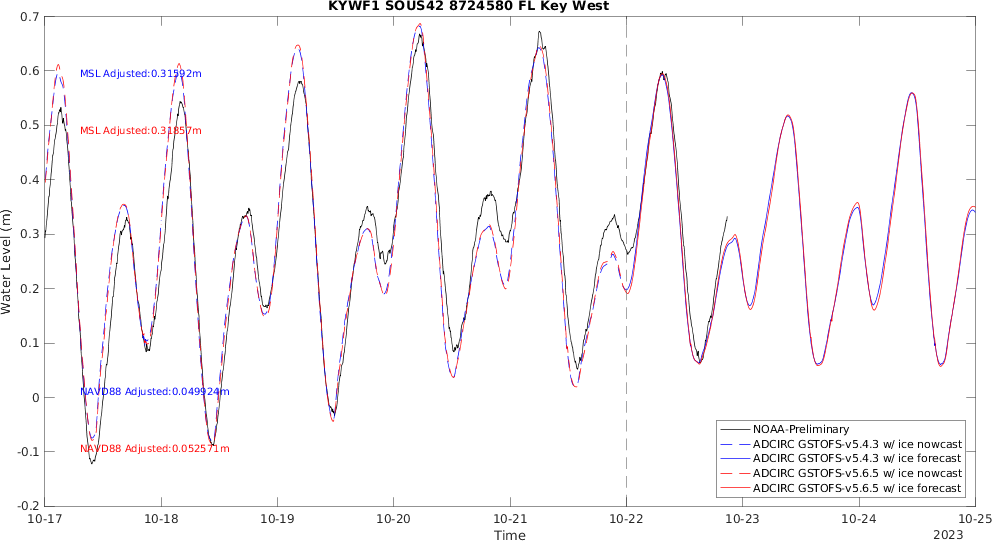 KYWF1 SOUS42 8724580 FL Key West
0.7
0.6
0.5
0.4
0.3
0.2
0.1
0
-0.1
-0.2
Water Level (m)
MSL Adjusted:0.31592m
MSL Adjusted:0.31857m
NAVD88 Adjusted:0.049924m
NAVD88 Adjusted:0.052571m
NOAA-Preliminary
ADCIRC GSTOFS-v5.4.3 w/ ice nowcast
ADCIRC GSTOFS-v5.4.3 w/ ice forecast
ADCIRC GSTOFS-v5.6.5 w/ ice nowcast
ADCIRC GSTOFS-v5.6.5 w/ ice forecast
10-17 10-18 10-19 10-20 10-21 10-22 10-23 10-24 10-25
Time
2023